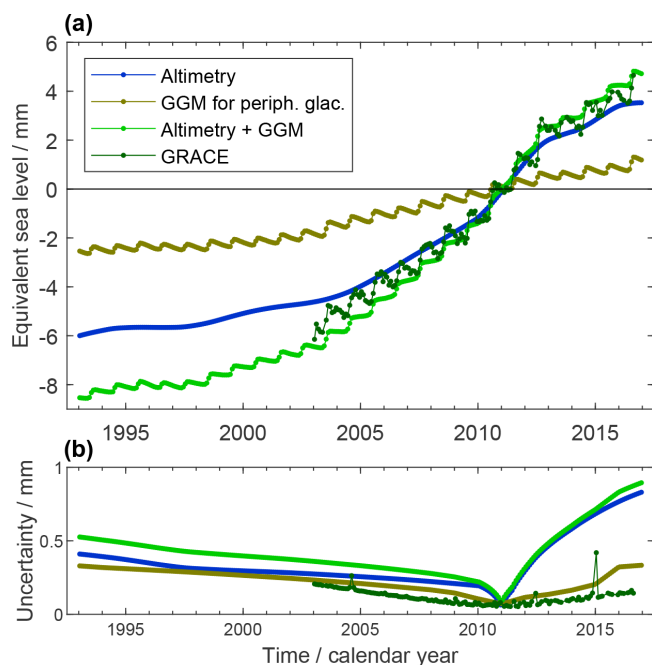 (a)
6
4
2
0
-2
-4
-6
-8
Equivalent sea level / mm
Altimetry
GGM for periph. glac.
Altimetry + GGM
GRACE
1995 2000 2005 2010 2015
(b)
1
0.5
0
Uncertainty / mm
1995 2000 2005 2010 2015
Time / calendar year